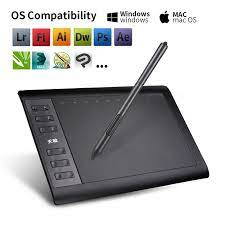 OS Compatibility
Windows
windows
MAC
mac OS
Lr Fl Ai Dw Ps Ae
...